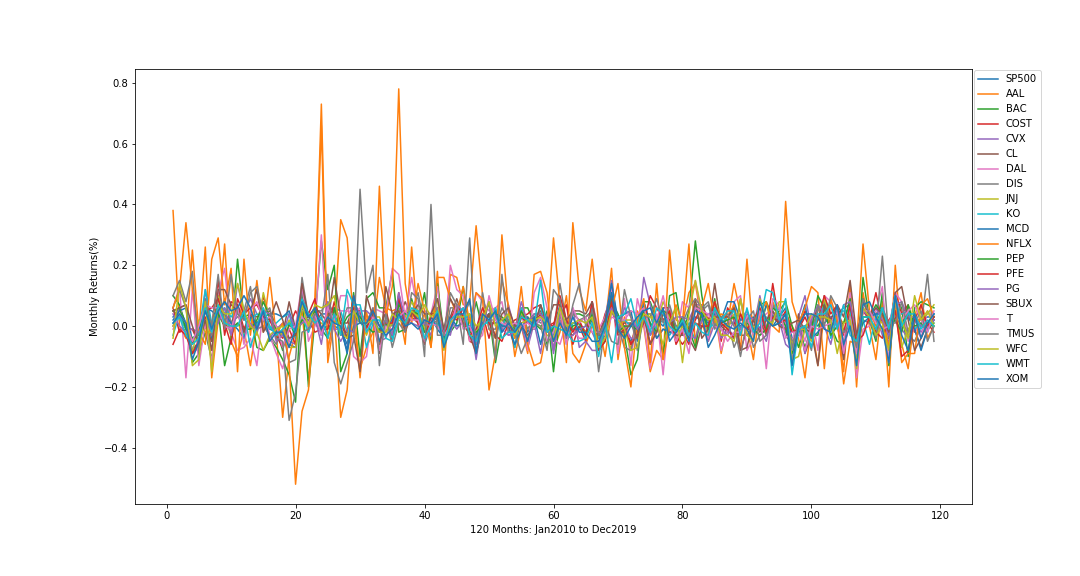 0.8
0.6
0.4
0.2
0.0
−0.2
−0.4
Monthly Returns(%)
0 20 40 60 80 100 120
120 Months: Jan2010 to Dec2019
SP500
AAL
BAC
COST
CVX
CL
DAL
DIS
JNJ
KO
MCD
NFLX
PEP
PFE
PG
SBUX
T
TMUS
WFC
WMT
XOM